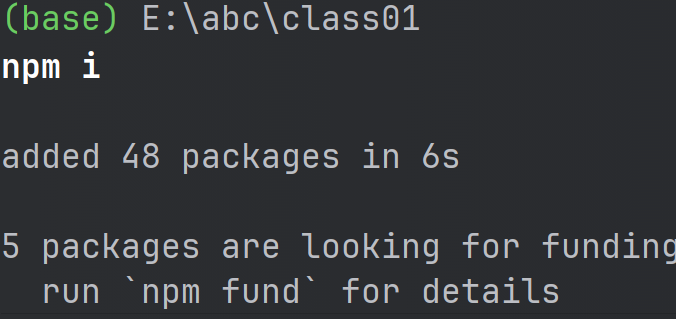 (base) E:\abc\class01
npm i
added 48 packages in 6s
5 packages are looking for funding
run `npm fund` for details